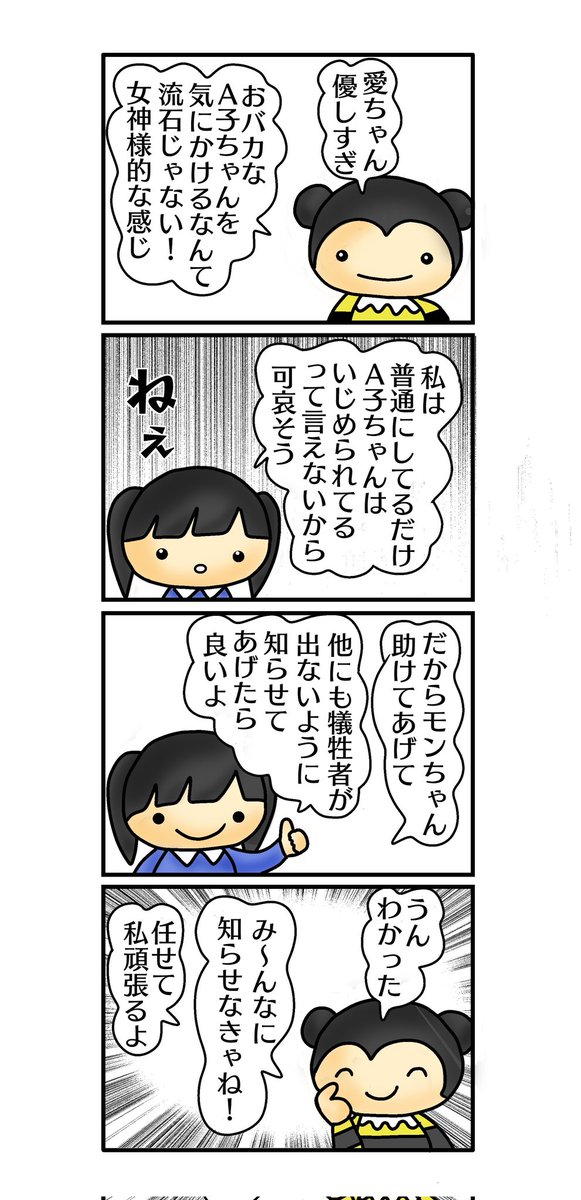 愛ちゃん
優しすぎ
おバカな
A子ちゃんを
気にかけるなんて
流石じゃない！
女神様的な感じ
私は
普通にしてるだけ
A子ちゃんは
いじめられてる
って言えないから
可哀そう
ねぇ
だからモンちゃん
助けてあげて
他にも犠牲者が
出ないように
知らせて
あげたら
良いよ
うん
わかった
み〜んなに
知らせなきゃね！
任せて
私頑張るよ